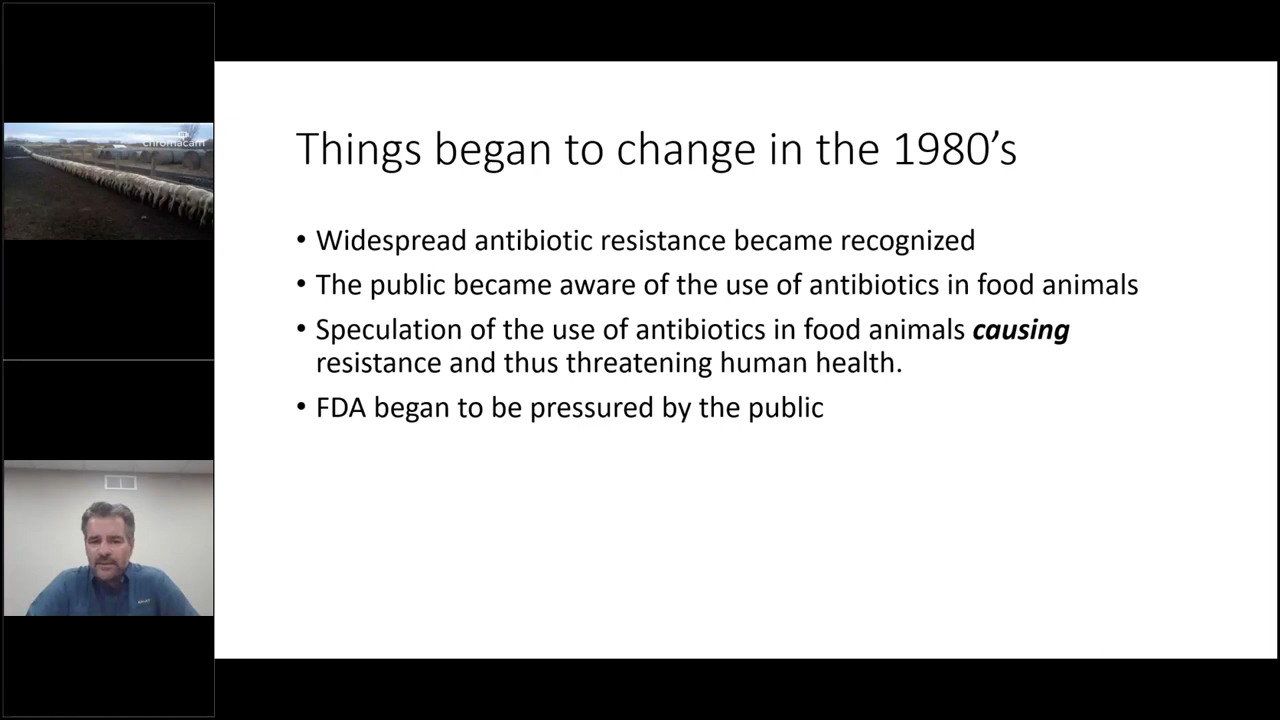 chromacam
Things began to change in the 1980’s
• Widespread antibiotic resistance became recognized
• The public became aware of the use of antibiotics in food animals
• Speculation of the use of antibiotics in food animals causing
resistance and thus threatening human health.
• FDA began to be pressured by the public